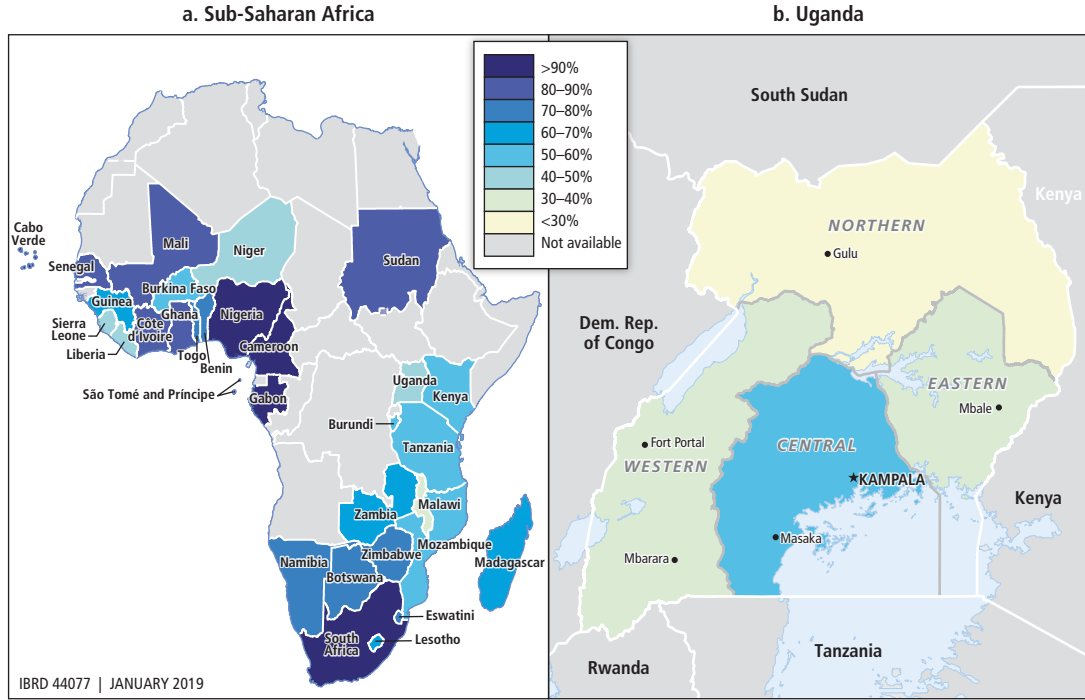 a. Sub-Saharan Africa
b. Uganda
>90%
80–90%
70–80%
60–70%
50–60%
40–50%
30–40%
<30%
Not available
Cabo
Verde
Senegal
Mali
Niger
Sudan
Burkina Faso
Guinea
Sierra
Leone
Liberia
Côte
d'Ivoire
Ghana
Togo
Benin
Nigeria
Cameroon
São Tomé and Príncipe
Gabon
Uganda
Kenya
Burundi
Tanzania
Malawi
Zambia
Mozambique
Zimbabwe
Namibia
Botswana
Madagascar
Eswatini
South
Africa
Lesotho
IBRD 44077 | JANUARY 2019
South Sudan
Kenya
NORTHERN
Gulu
Dem. Rep.
of Congo
EASTERN
Mbale
Fort Portal
WESTERN
CENTRAL
KAMPALA
Kenya
Masaka
Mbarara
Tanzania
Rwanda